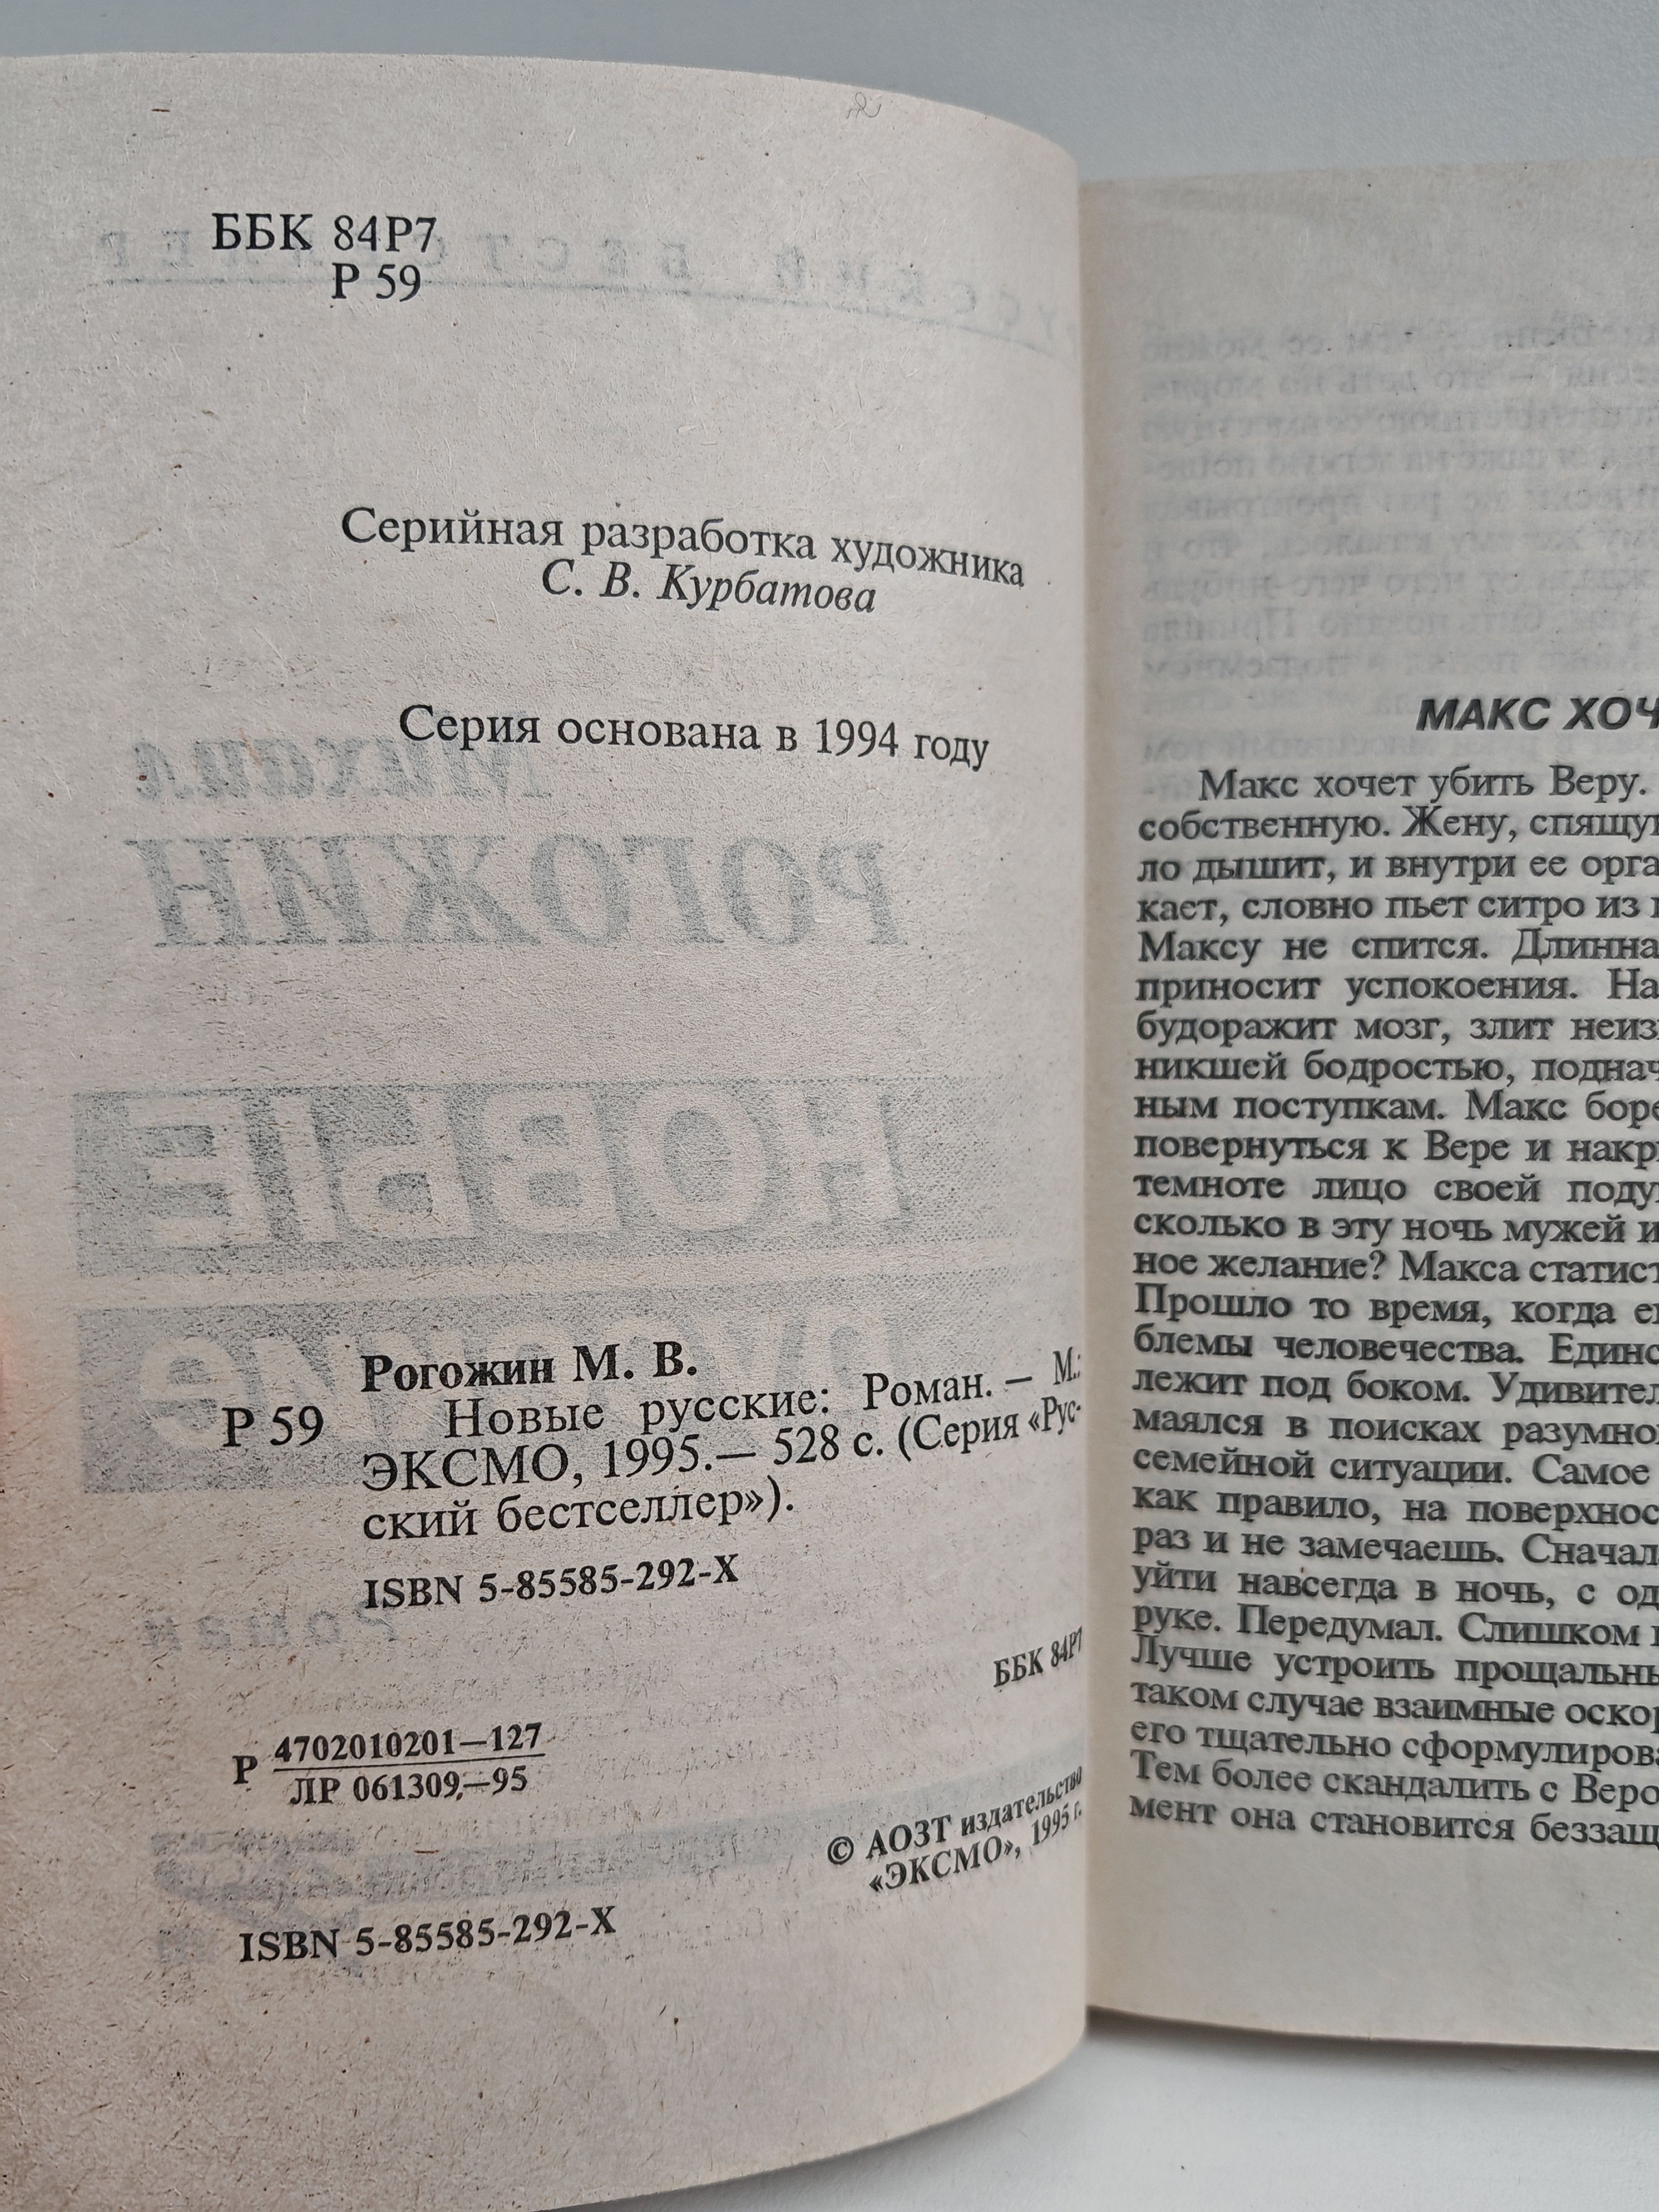 ББК 84Р7
Р 59
Серийная разработка художника
С. В. Курбатова
Серия основана в 1994 году
Рогожин М. В.
Р 59 Новые русские: Роман. — М.:
ЭКСМО, 1995.— 528 с. (Серия «Рус-
ский бестселлер»).
ISBN 5-85585-292-X
ББК 84Р7
Р 4702010201—127
ЛР 061309,—95
© АОЗТ издательство
«ЭКСМО», 1995 г.
ISBN 5-85585-292-X
МАКС ХОЧ
Макс хочет убить Веру.
собственную. Жену, спящу
ло дышит, и внутри ее орга
кает, словно пьет ситро из
Максу не спится. Длинна
приносит успокоения. На
будоражит мозг, злит неиз
никшей бодростью, поднач
ным поступкам. Макс боре
повернуться к Вере и накр
темноте лицо своей поду
сколько в эту ночь мужей и
ное желание? Макса статист
Прошло то время, когда е
блемы человечества. Единс
лежит под боком. Удивител
маялся в поисках разумно
семейной ситуации. Самое
как правило, на поверхнос
раз и не замечаешь. Сначал
уйти навсегда в ночь, с од
руке. Передумал. Слишком
Лучше устроить прощальны
таком случае взаимные оскор
его тщательно сформулирова
Тем более скандалить с Веро
мент она становится беззащ